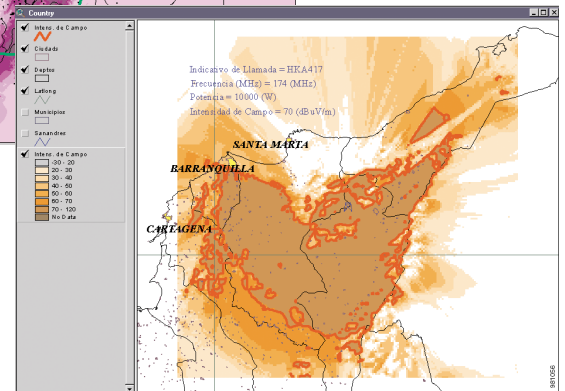 Country
Intens. de Campo
Ciudads
Deptos
Latlong
Municipios
Sanandres
Intens. de Campo
-30 - 20
20 - 30
30 - 40
40 - 50
50 - 60
60 - 70
70 - 120
No Data
Indicativo de Llamada = HKA417
Frecuencia (MHz) = 174 (MHz)
Potencia = 10000 (W)
Intensidad de Campo = 70 (dBuV/m)
SANTA MARTA
BARRANQUILLA
CARTAGENA
981056